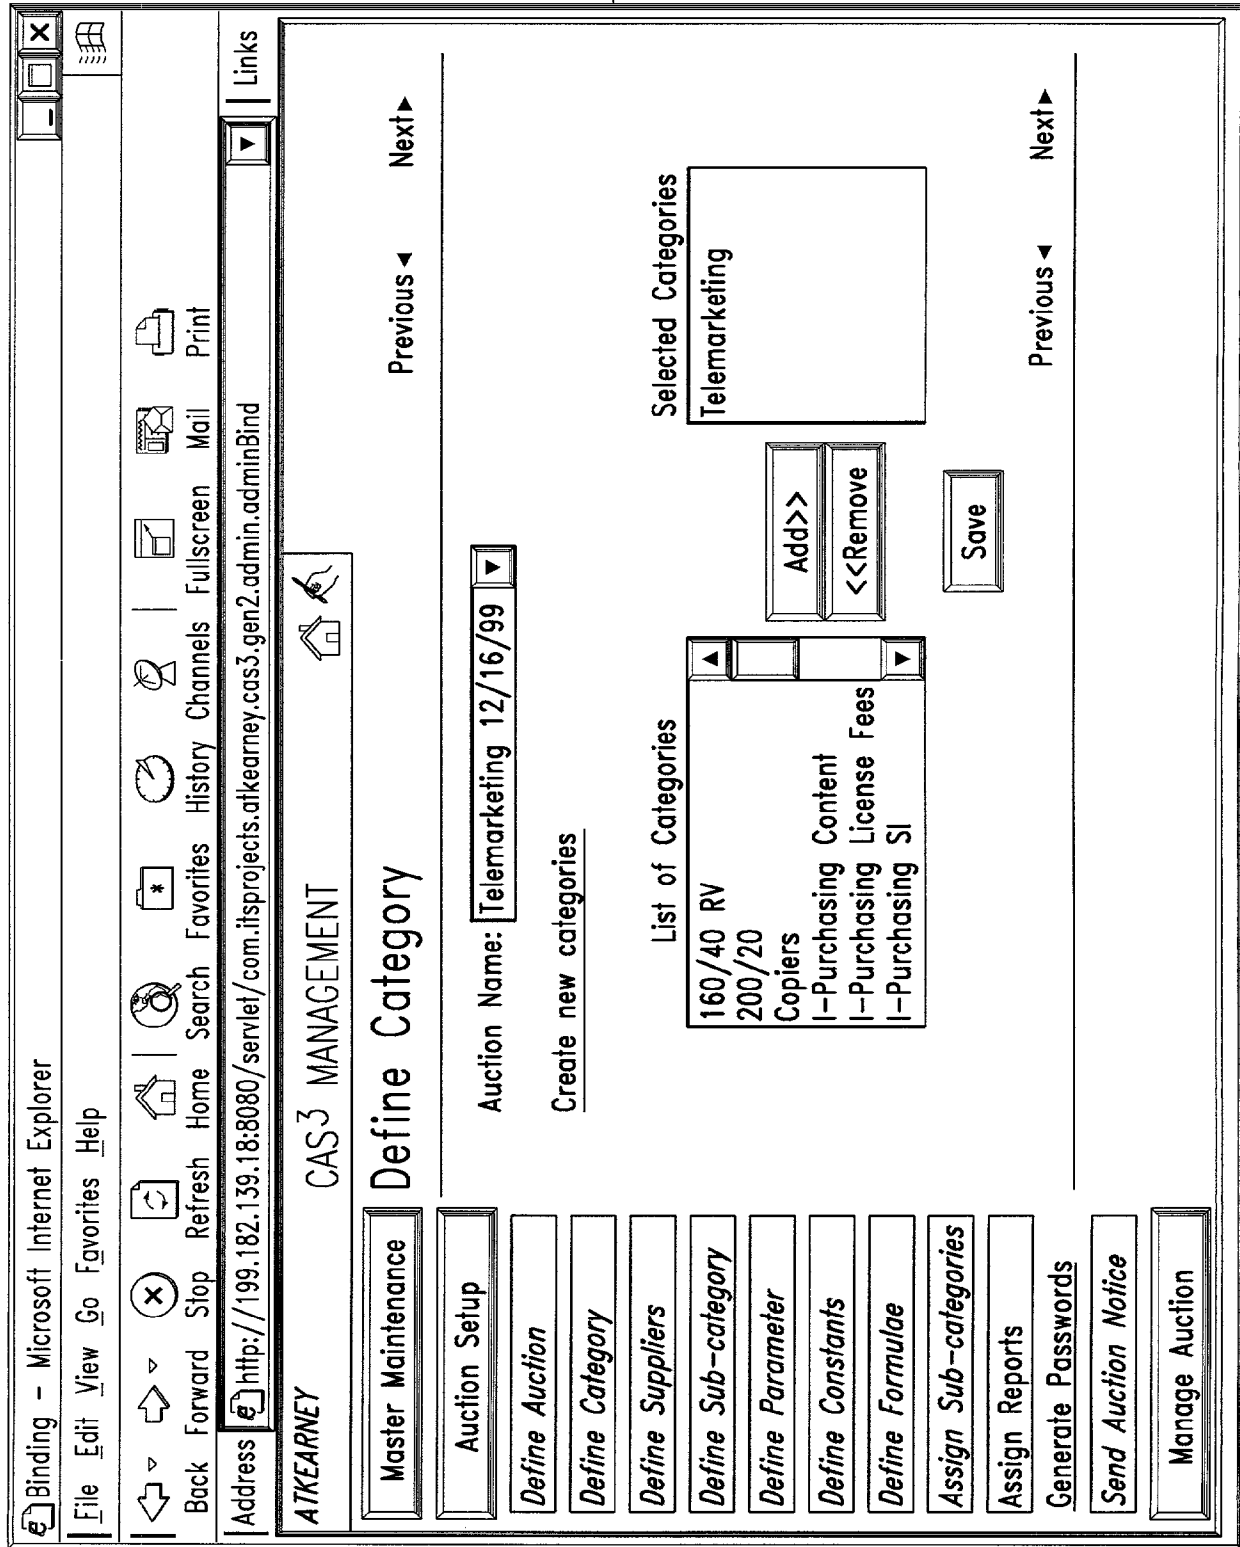 Binding - Microsoft Internet Explorer
File Edit View Go Favorites Help
Back Forward Stop Refresh Home Search Favorites History Channels Fullscreen Mail Print
Address http://199.182.139.18:8080/servlet/com.itsprojects.atkearney.cas3.gen2.admin.adminBind Links
ATKEARNEY
CAS3 MANAGEMENT
Master Maintenance
Auction Setup
Define Auction
Define Category
Define Suppliers
Define Sub-category
Define Parameter
Define Constants
Define Formulae
Assign Sub-categories
Assign Reports
Generate Passwords
Send Auction Notice
Manage Auction
Define Category
Previous ◄ Next ►
Auction Name: Telemarketing 12/16/99
Create new categories
List of Categories
160/40 RV
200/20
Copiers
I-Purchasing Content
I-Purchasing License Fees
I-Purchasing SI
Add>>
<<Remove
Selected Categories
Telemarketing
Save
Previous ◄ Next ►